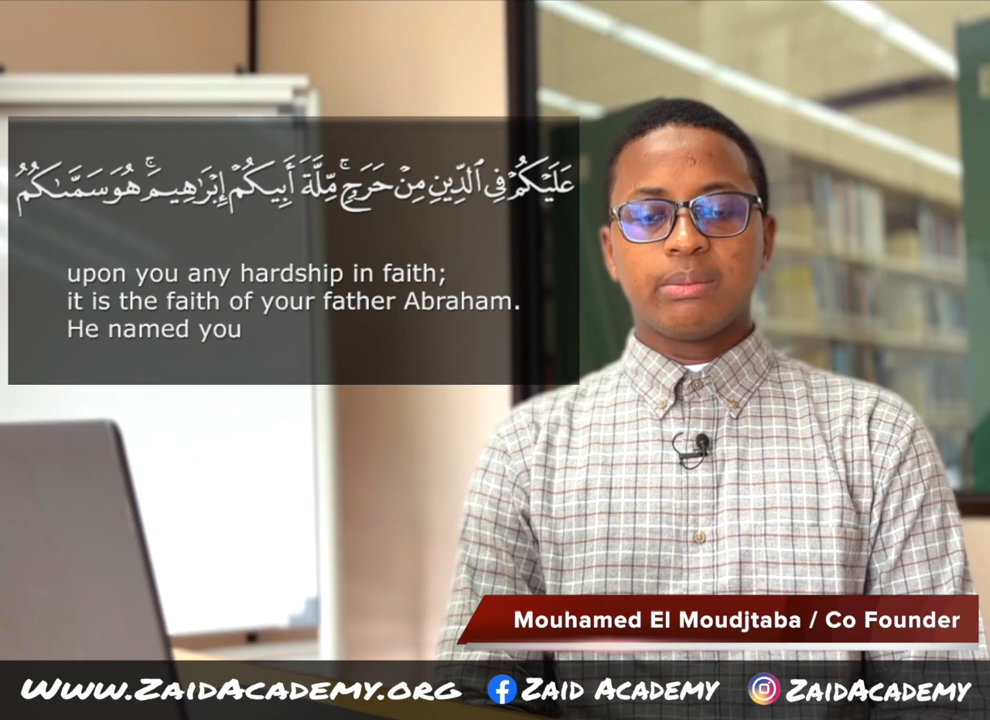 عَلَيْكُمْ فِى ٱلدِّينِ مِنْ حَرَجٍ ۚ مِّلَّةَ أَبِيكُمْ إِبْرَٰهِيمَ ۚ هُوَ سَمَّىٰكُمُ
upon you any hardship in faith;
it is the faith of your father Abraham.
He named you
Mouhamed El Moudjtaba / Co Founder
WWW.ZAIDACADEMY.ORG ZAID ACADEMY ZAIDACADEMY